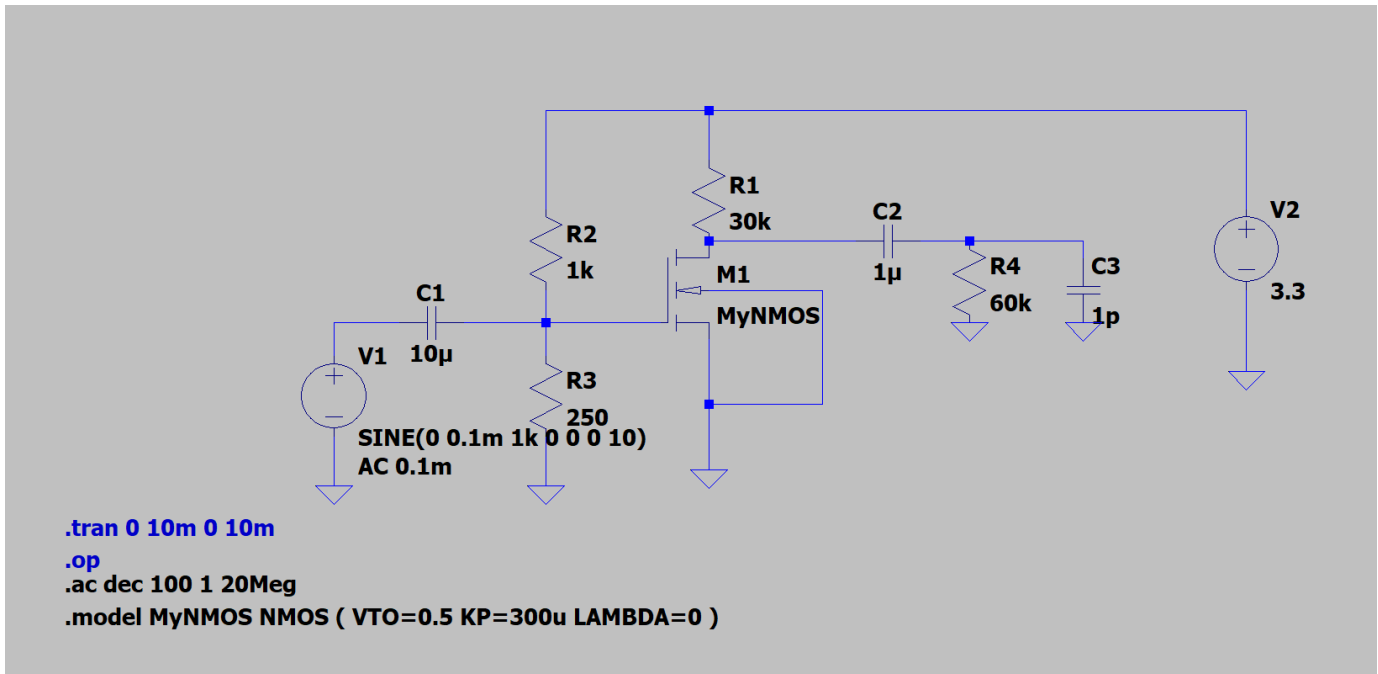 R1
30k
C2
1µ
V2
3.3
R2
1k
M1
MyNMOS
R4
60k
C3
1p
C1
10µ
V1
R3
250
SINE(0 0.1m 1k 0 0 0 10)
AC 0.1m
.tran 0 10m 0 10m
.op
.ac dec 100 1 20Meg
.model MyNMOS NMOS ( VTO=0.5 KP=300u LAMBDA=0 )